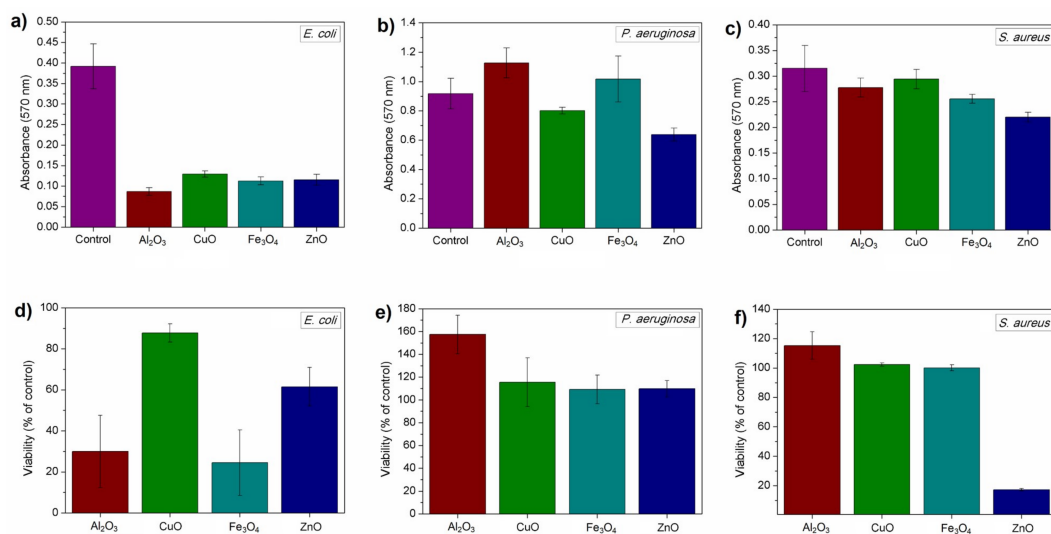 a)
E. coli
Absorbance (570 nm)
0.50
0.45
0.40
0.35
0.30
0.25
0.20
0.15
0.10
0.05
0.00
Control
Al₂O₃
CuO
Fe₃O₄
ZnO
b)
P. aeruginosa
Absorbance (570 nm)
1.4
1.2
1.0
0.8
0.6
0.4
0.2
0.0
Control
Al₂O₃
CuO
Fe₃O₄
ZnO
c)
S. aureus
Absorbance (570 nm)
0.40
0.35
0.30
0.25
0.20
0.15
0.10
0.05
0.00
Control
Al₂O₃
CuO
Fe₃O₄
ZnO
d)
E. coli
Viability (% of control)
100
80
60
40
20
0
Al₂O₃
CuO
Fe₃O₄
ZnO
e)
P. aeruginosa
Viability (% of control)
180
160
140
120
100
80
60
40
20
0
Al₂O₃
CuO
Fe₃O₄
ZnO
f)
S. aureus
Viability (% of control)
140
120
100
80
60
40
20
Al₂O₃
CuO
Fe₃O₄
ZnO